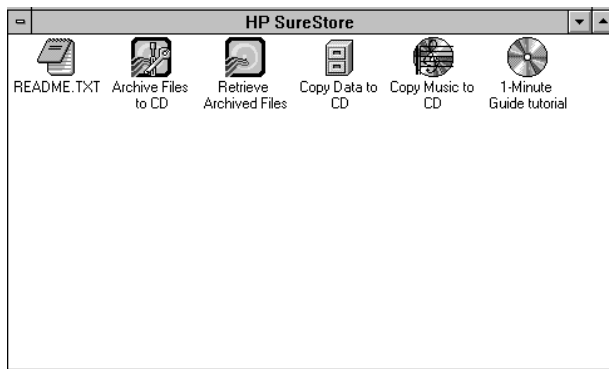 HP SureStore
README.TXT
Archive Files
to CD
Retrieve
Archived Files
Copy Data to
CD
Copy Music to
CD
1-Minute
Guide tutorial